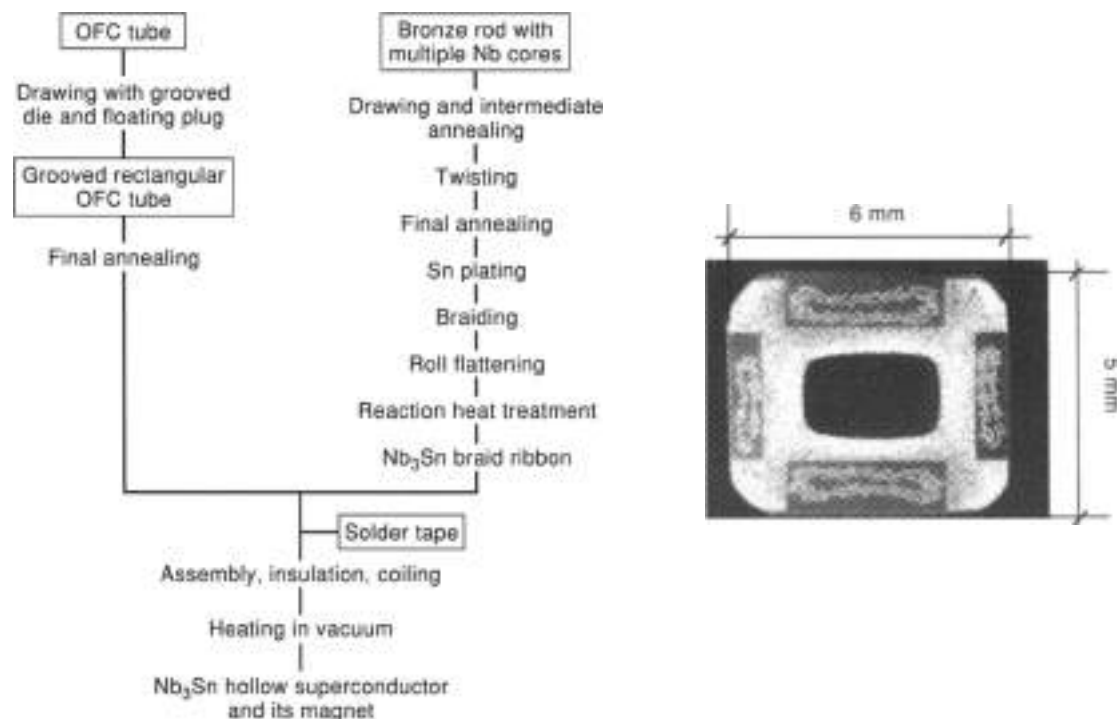 OFC tube
Drawing with grooved
die and floating plug
Grooved rectangular
OFC tube
Final annealing
Bronze rod with
multiple Nb cores
Drawing and intermediate
annealing
Twisting
Final annealing
Sn plating
Braiding
Roll flattening
Reaction heat treatment
Nb₃Sn braid ribbon
Solder tape
Assembly, insulation, coiling
Heating in vacuum
Nb₃Sn hollow superconductor
and its magnet
6 mm
5 mm